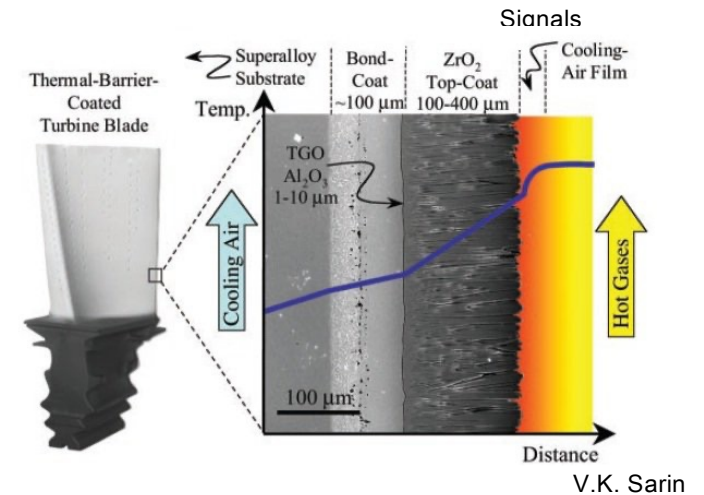 Signals
Superalloy
Substrate
Bond-
Coat
~100 μm
ZrO₂
Top-Coat
100-400 μm
Cooling-
Air Film
Thermal-Barrier-
Coated
Turbine Blade
Temp.
TGO
Al₂O₃
1-10 μm
Cooling Air
Hot Gases
100 μm
Distance
V.K. Sarin